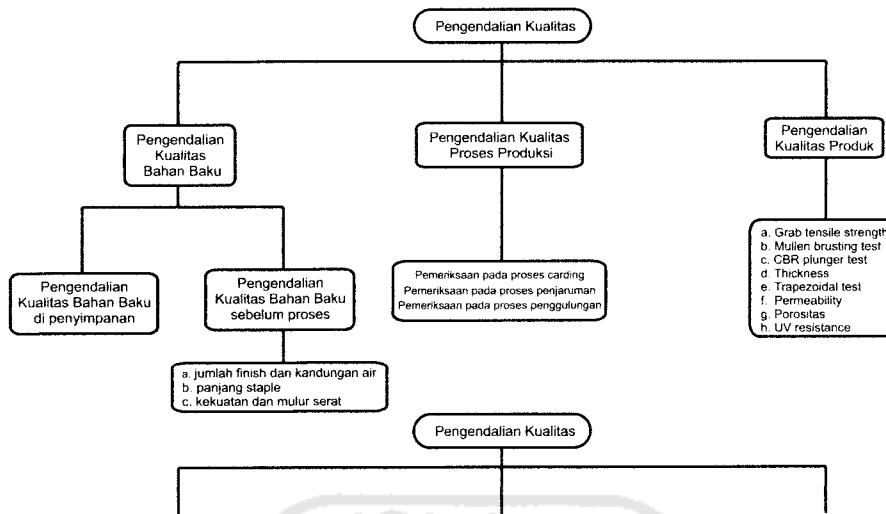 Pengendalian Kualitas
Pengendalian
Kualitas
Bahan Baku
Pengendalian Kualitas
Proses Produksi
Pengendalian
Kualitas Produk
Pengendalian
Kualitas Bahan Baku
di penyimpanan
Pengendalian
Kualitas Bahan Baku
sebelum proses
a. jumlah finish dan kandungan air
b. panjang staple
c. kekuatan dan mulur serat
Pemeriksaan pada proses carding
Pemeriksaan pada proses penjaruman
Pemeriksaan pada proses penggulungan
a. Grab tensile strength
b. Mullen brusting test
c. CBR plunger test
d. Thickness
e. Trapezoidal test
f. Permeability
g. Porositas
h. UV resistance
Pengendalian Kualitas